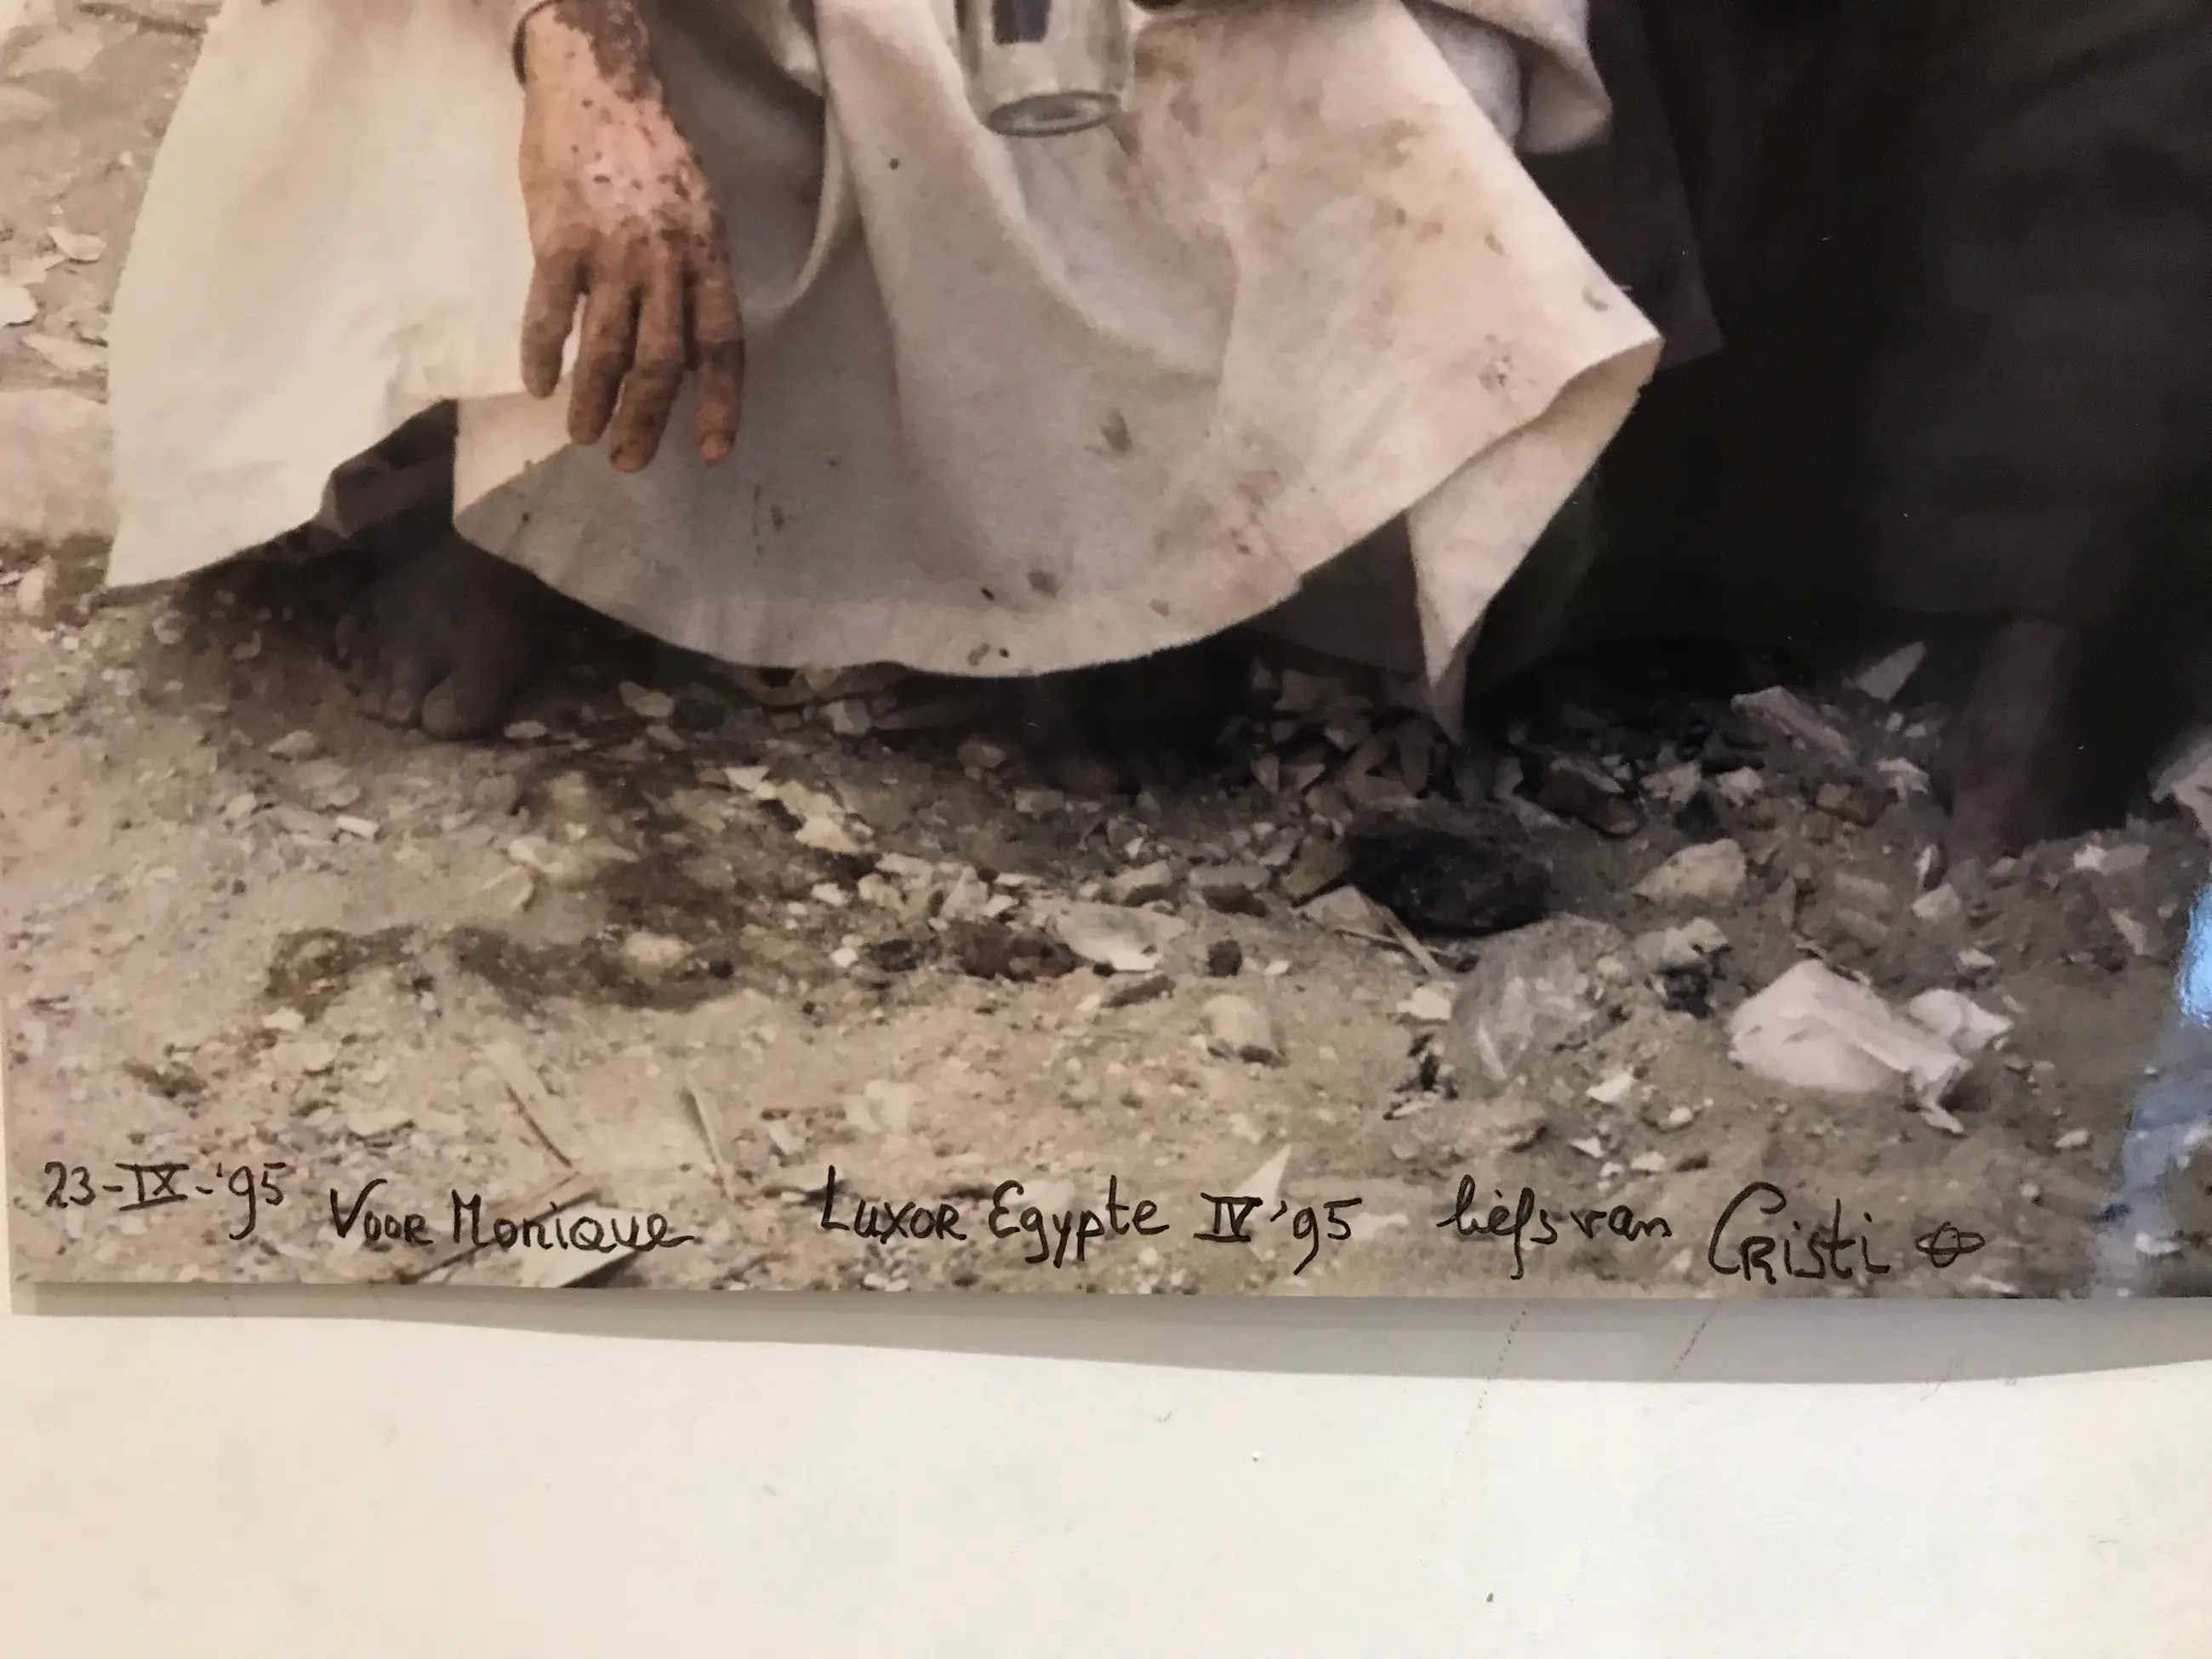 23-IX-'95 Voor Monique Luxor Egypte IV '95 liefs van Cristi